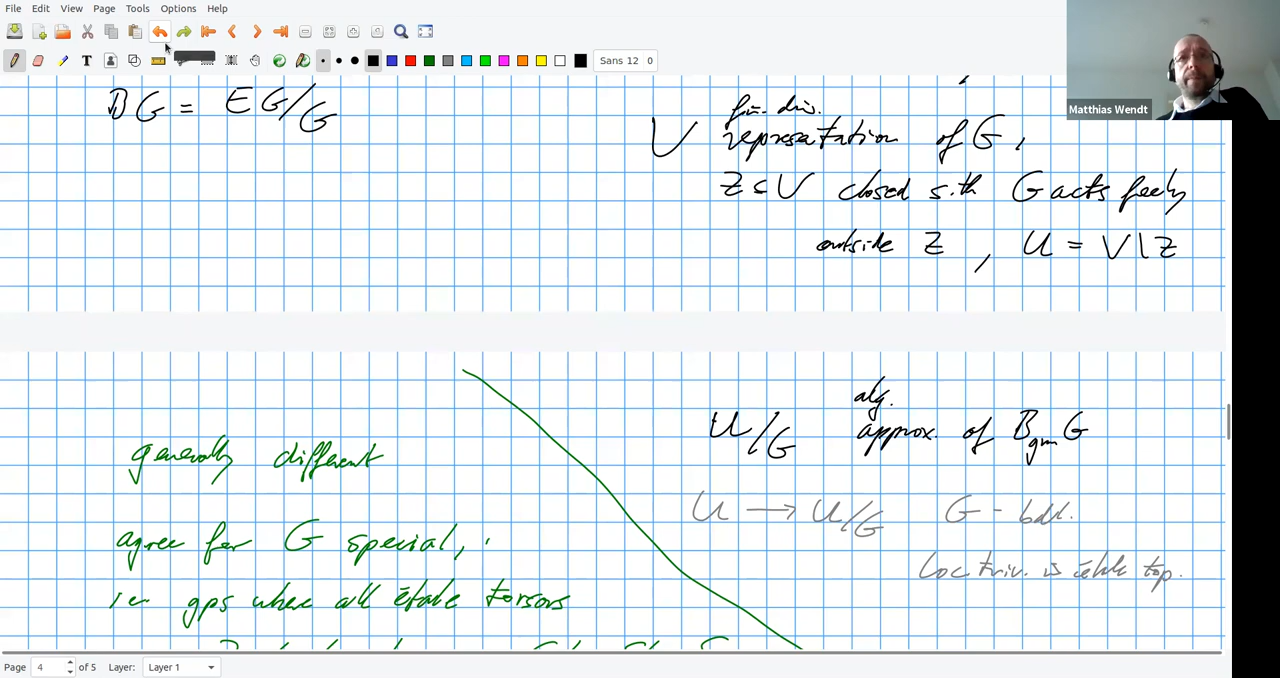 File Edit View Page Tools Options Help
Sans 12 0
Matthias Wendt
BG = EG/G
fin. dim.
V representation of G,
Z ⊂ V closed s.th G acts freely
outside Z, U = V \ Z
generally different
agree for G special,
i.e. gps where all étale torsors
alg.
U/G approx. of B_gm G
U → U/G G-bdl.
loc. triv. is étale top.
Page 4 of 5 Layer: Layer 1